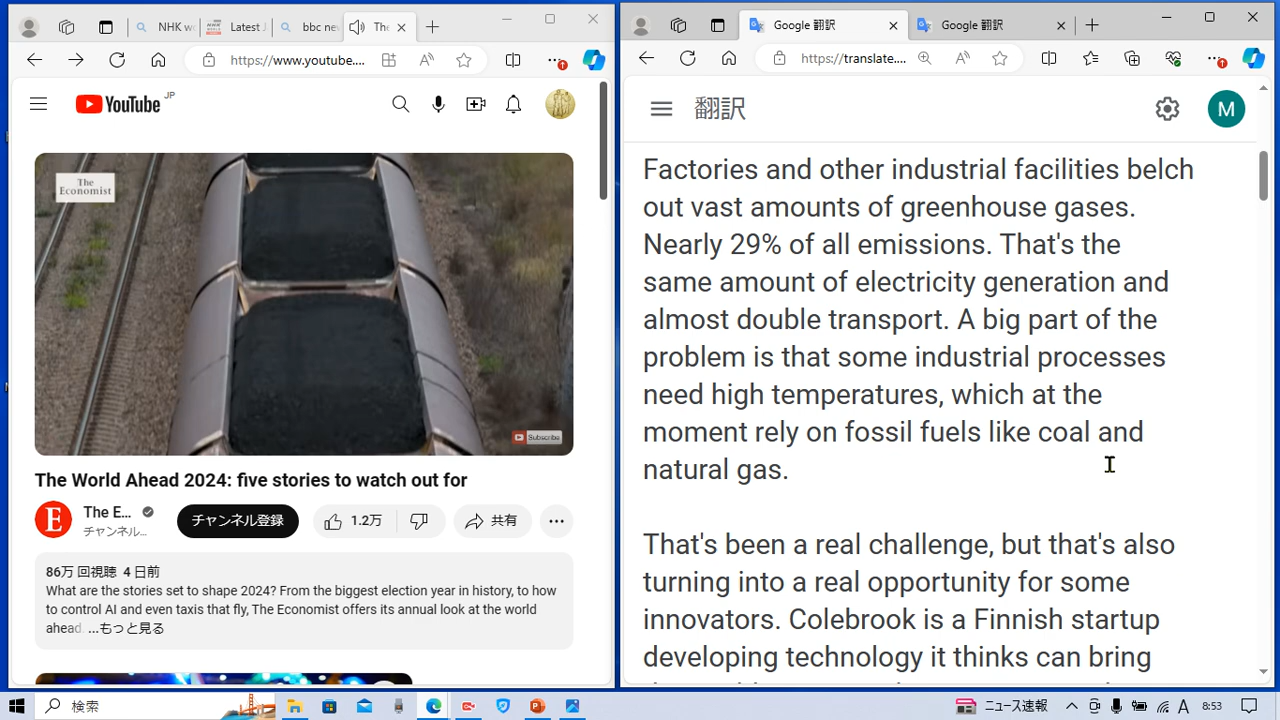 NHK w
Latest J
bbc ne
The
Google 翻訳
Google 翻訳
https://www.youtube....
https://translate....
YouTube JP
翻訳
M
The
Economist
Subscribe
The World Ahead 2024: five stories to watch out for
The E...
チャンネル...
チャンネル登録
1.2万
共有
86万 回視聴 4 日前
What are the stories set to shape 2024? From the biggest election year in history, to how
to control AI and even taxis that fly, The Economist offers its annual look at the world
ahead. ...もっと見る
Factories and other industrial facilities belch
out vast amounts of greenhouse gases.
Nearly 29% of all emissions. That's the
same amount of electricity generation and
almost double transport. A big part of the
problem is that some industrial processes
need high temperatures, which at the
moment rely on fossil fuels like coal and
natural gas.
That's been a real challenge, but that's also
turning into a real opportunity for some
innovators. Colebrook is a Finnish startup
developing technology it thinks can bring
検索
ニュース速報
A
8:53